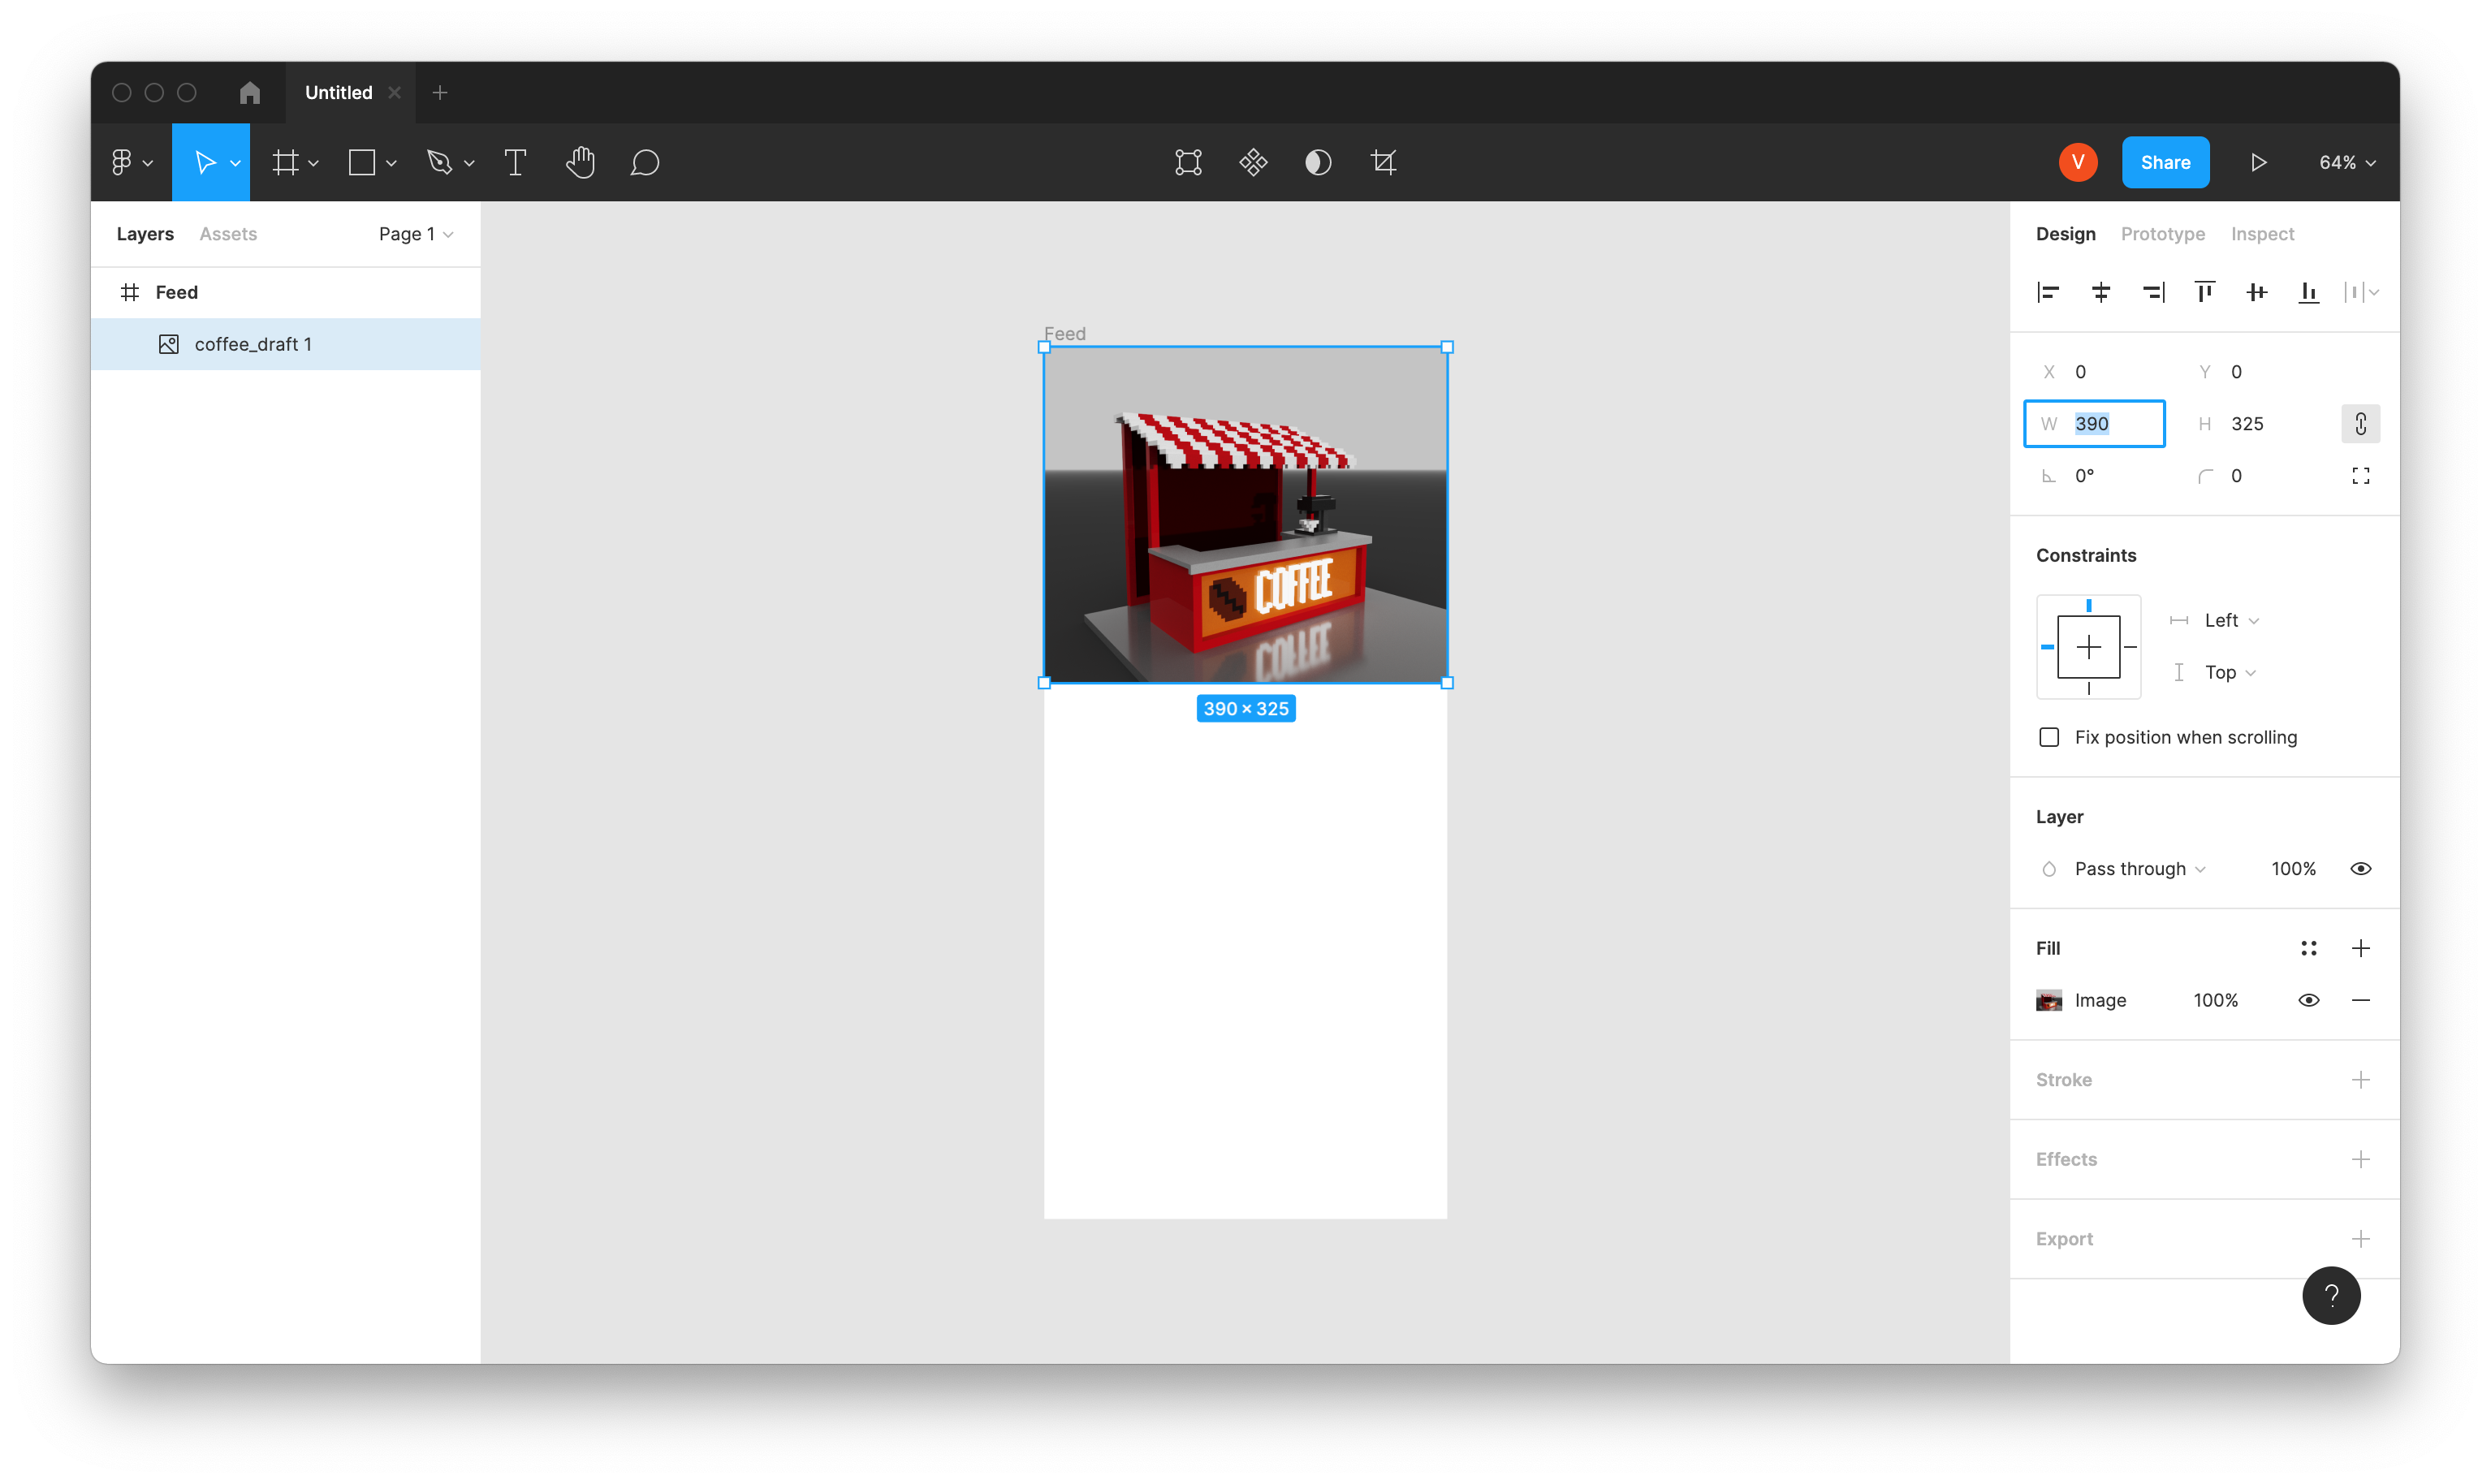 Untitled
V
Share
64%
Layers
Assets
Page 1
Feed
coffee_draft 1
Feed
COFFEE
390 × 325
Design
Prototype
Inspect
X 0
Y 0
W 390
H 325
0°
0
Constraints
Left
Top
Fix position when scrolling
Layer
Pass through
100%
Fill
Image
100%
Stroke
Effects
Export
?